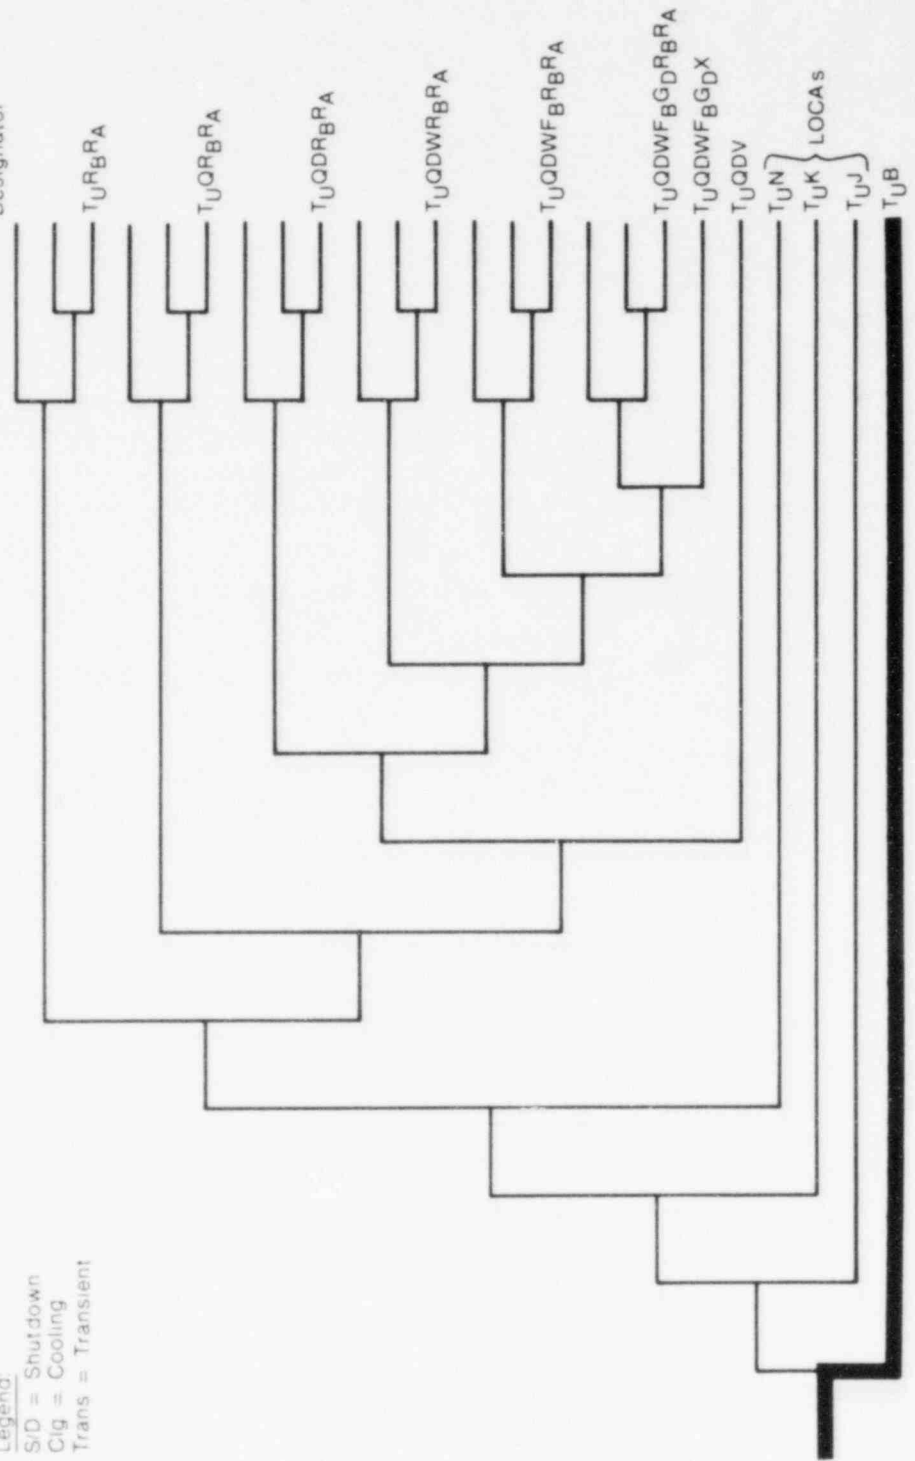 Legend:
S/D = Shutdown
Clg = Cooling
Trans = Transient
Designator
TURBRA
TUQRBRA
TUQDRBRA
TUQDWRBRA
TUQDWFBRBRA
TUQDWFBGDRBRA
TUQDWFBGDX
TUQDV
TUN
TUK
LOCAs
TUJ
TUB